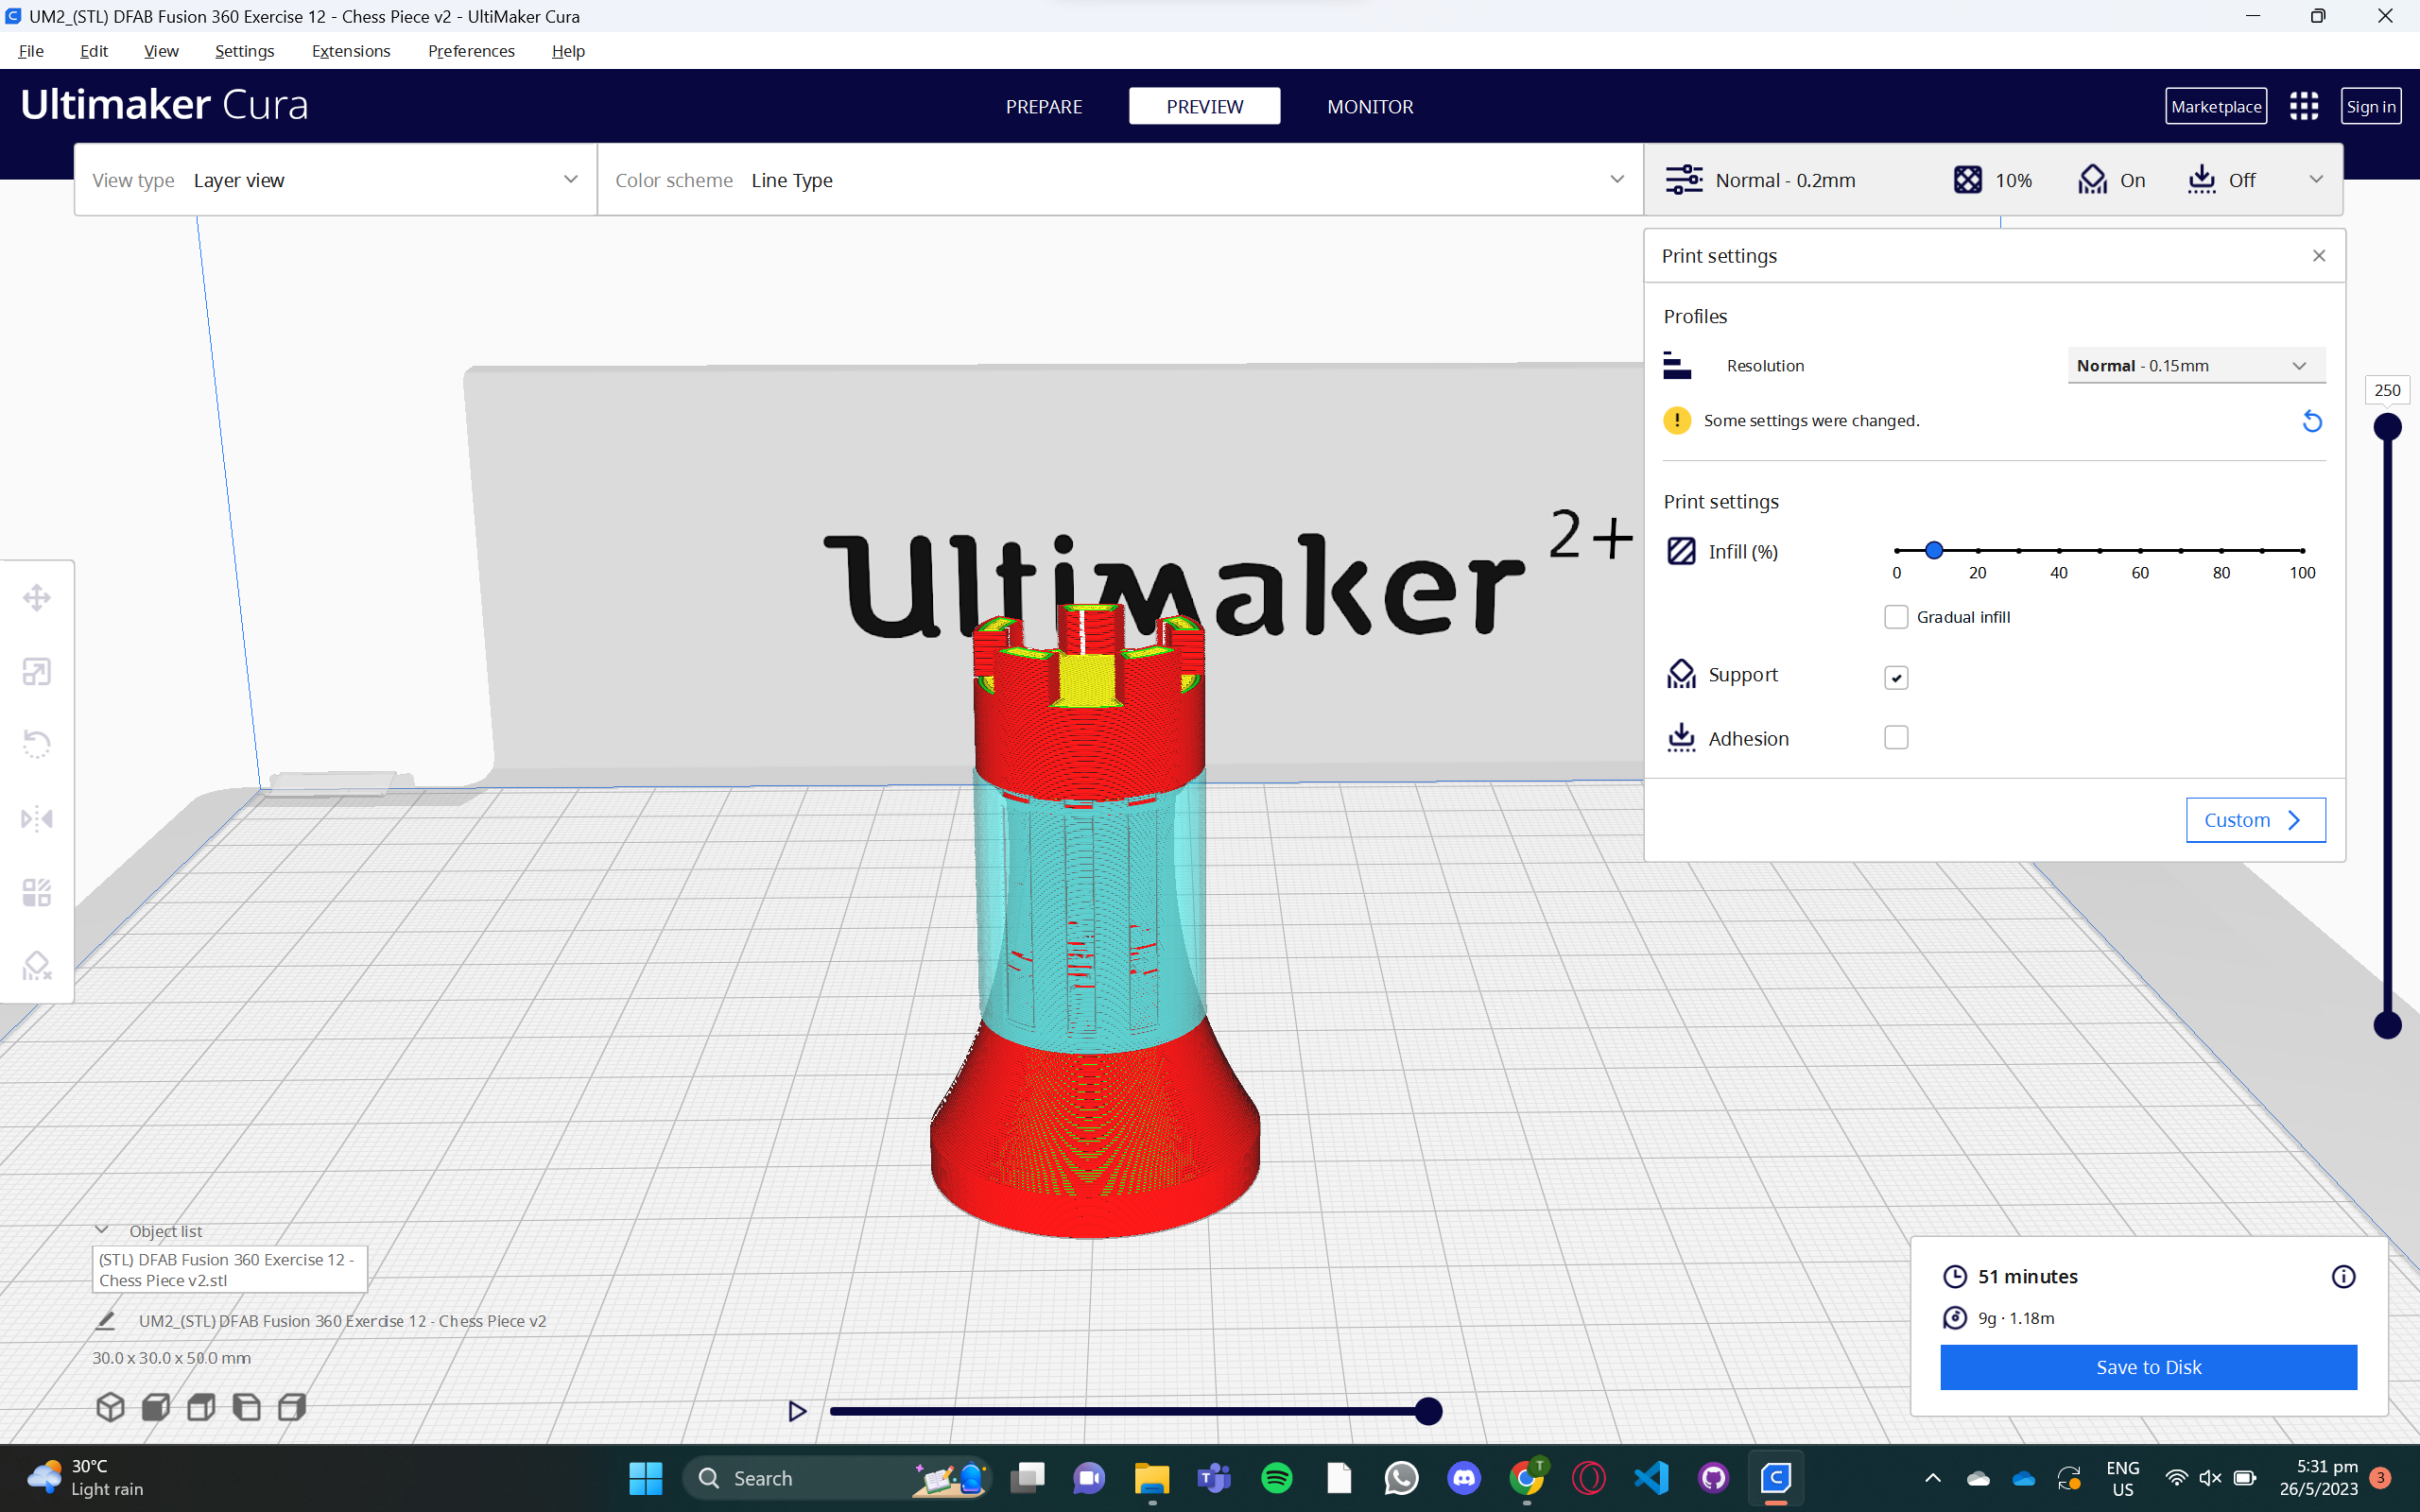 UM2_(STL) DFAB Fusion 360 Exercise 12 - Chess Piece v2 - UltiMaker Cura
File Edit View Settings Extensions Preferences Help
Ultimaker Cura PREPARE PREVIEW MONITOR Marketplace Sign in
View type Layer view Color scheme Line Type Normal - 0.2mm 10% On Off
Print settings
Profiles
Resolution Normal - 0.15mm
250
! Some settings were changed.
Print settings
Ultimaker 2+
Infill (%)
0 20 40 60 80 100
Gradual infill
Support
Adhesion
Custom
Object list
(STL) DFAB Fusion 360 Exercise 12 -
Chess Piece v2.stl
UM2_(STL) DFAB Fusion 360 Exercise 12 - Chess Piece v2
30.0 x 30.0 x 50.0 mm
51 minutes
9g · 1.18m
Save to Disk
30°C
Light rain
Search
T
ENG
US
5:31 pm
26/5/2023
3